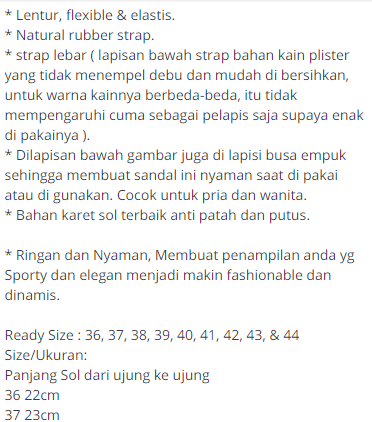 * Lentur, flexible & elastis.
* Natural rubber strap.
* strap lebar ( lapisan bawah strap bahan kain plister
yang tidak menempel debu dan mudah di bersihkan,
untuk warna kainnya berbeda-beda, itu tidak
mempengaruhi cuma sebagai pelapis saja supaya enak
di pakainya ).
* Dilapisan bawah gambar juga di lapisi busa empuk
sehingga membuat sandal ini nyaman saat di pakai
atau di gunakan. Cocok untuk pria dan wanita.
* Bahan karet sol terbaik anti patah dan putus.

* Ringan dan Nyaman, Membuat penampilan anda yg
Sporty dan elegan menjadi makin fashionable dan
dinamis.

Ready Size : 36, 37, 38, 39, 40, 41, 42, 43, & 44
Size/Ukuran:
Panjang Sol dari ujung ke ujung
36 22cm
37 23cm